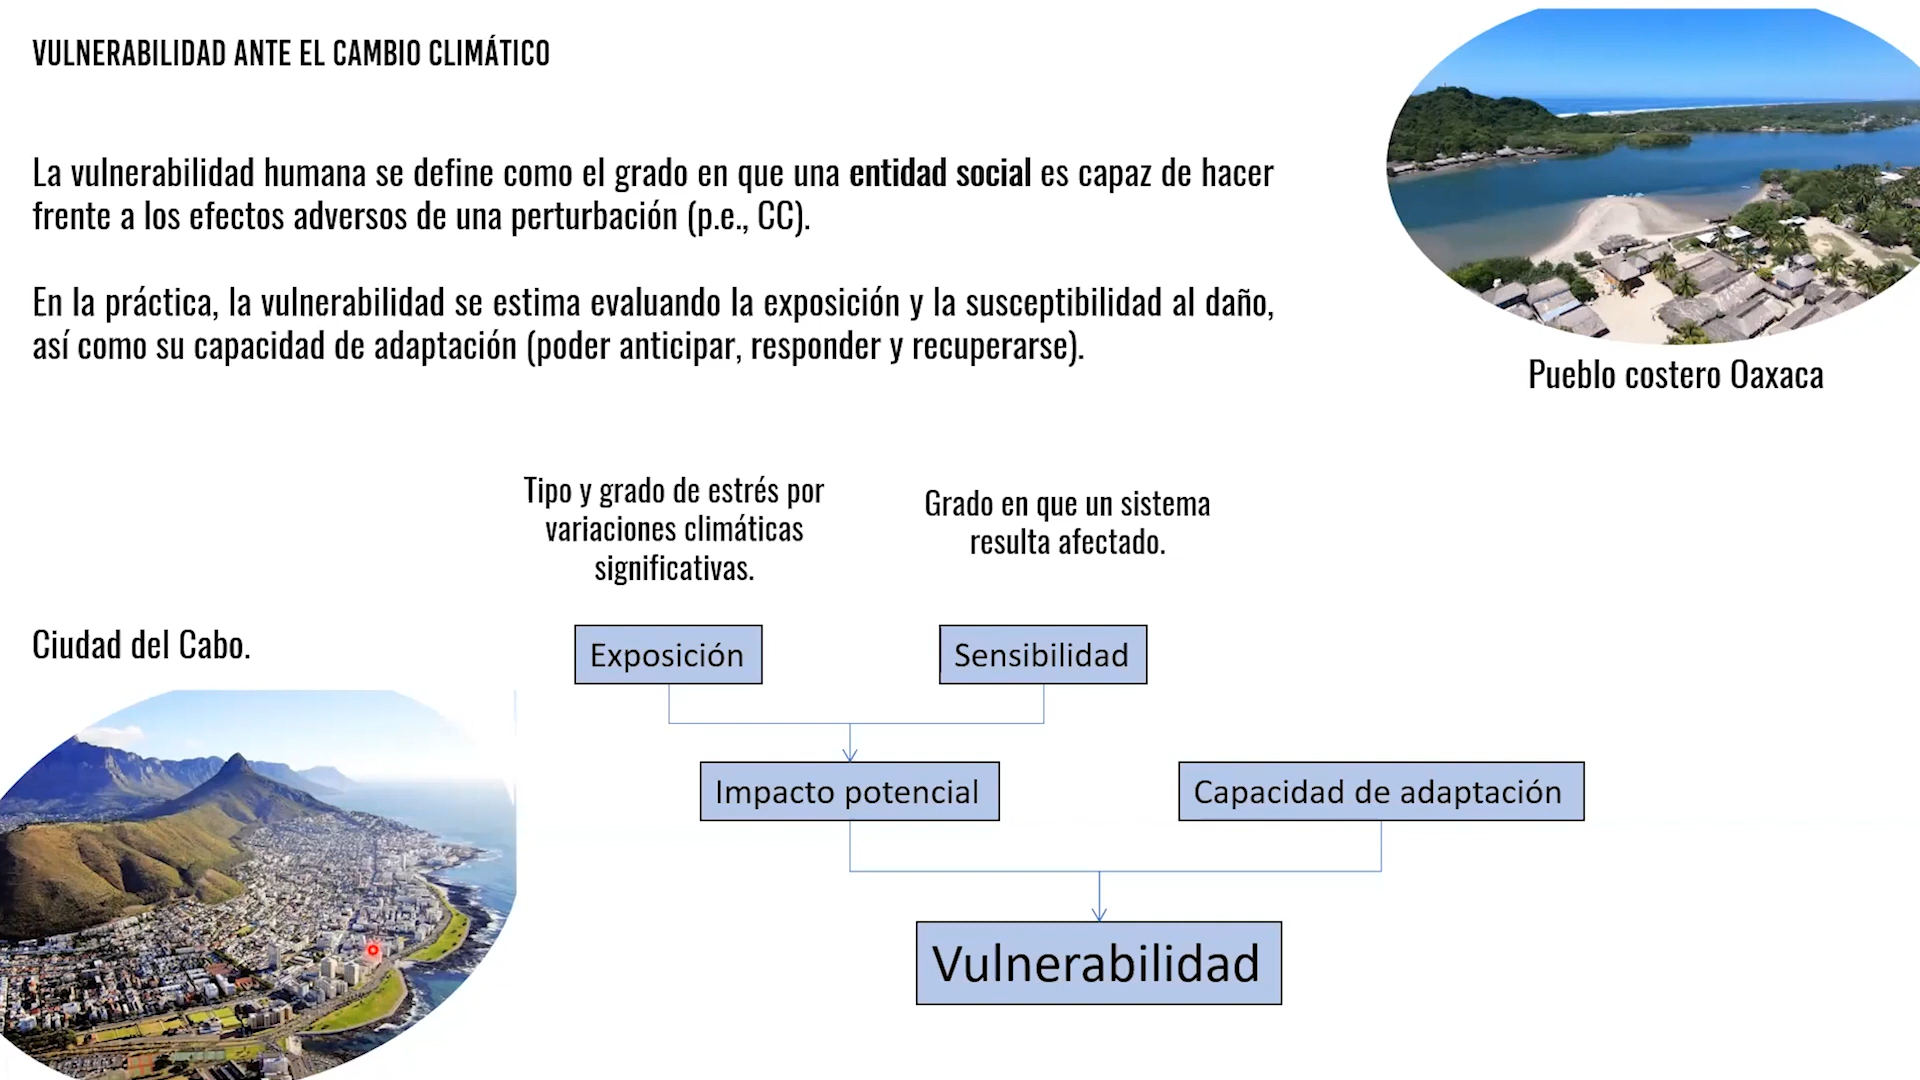 VULNERABILIDAD ANTE EL CAMBIO CLIMÁTICO
La vulnerabilidad humana se define como el grado en que una entidad social es capaz de hacer
frente a los efectos adversos de una perturbación (p.e., CC).
En la práctica, la vulnerabilidad se estima evaluando la exposición y la susceptibilidad al daño,
así como su capacidad de adaptación (poder anticipar, responder y recuperarse).
Pueblo costero Oaxaca
Tipo y grado de estrés por
variaciones climáticas
significativas.
Grado en que un sistema
resulta afectado.
Ciudad del Cabo.
Exposición
Sensibilidad
Impacto potencial
Capacidad de adaptación
Vulnerabilidad